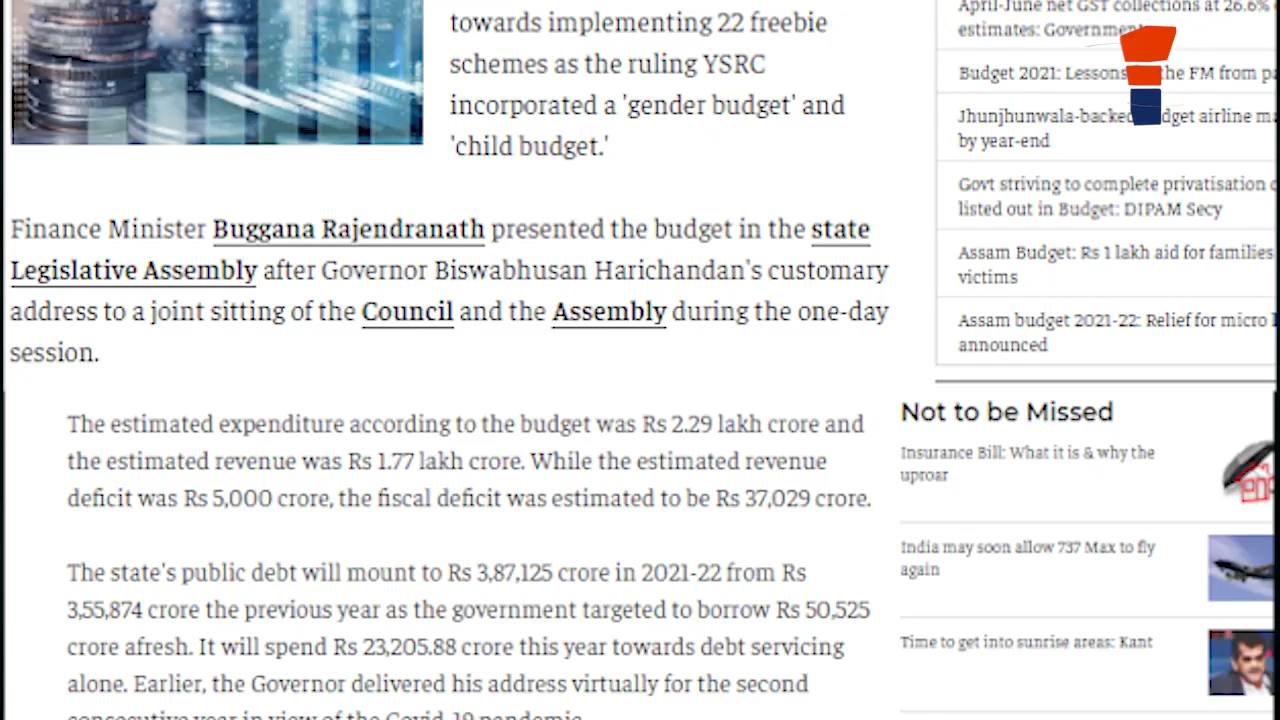 towards implementing 22 freebie
schemes as the ruling YSRC
incorporated a 'gender budget' and
'child budget.'
Finance Minister Buggana Rajendranath presented the budget in the state
Legislative Assembly after Governor Biswabhusan Harichandan's customary
address to a joint sitting of the Council and the Assembly during the one-day
session.
The estimated expenditure according to the budget was Rs 2.29 lakh crore and
the estimated revenue was Rs 1.77 lakh crore. While the estimated revenue
deficit was Rs 5,000 crore, the fiscal deficit was estimated to be Rs 37,029 crore.
The state's public debt will mount to Rs 3,87,125 crore in 2021-22 from Rs
3,55,874 crore the previous year as the government targeted to borrow Rs 50,525
crore afresh. It will spend Rs 23,205.88 crore this year towards debt servicing
alone. Earlier, the Governor delivered his address virtually for the second
consecutive year in view of the Covid-19 pandemic.
April-June net GST collections at 26.6%
estimates: Government
Budget 2021: Lessons the FM from
Jhunjhunwala-backed airline
by year-end
Govt striving to complete privatisation
listed out in Budget: DIPAM Secy
Assam Budget: Rs 1 lakh aid for families
victims
Assam budget 2021-22: Relief for micro
announced
Not to be Missed
Insurance Bill: What it is & why the
uproar
India may soon allow 737 Max to fly
again
Time to get into sunrise areas: Kant